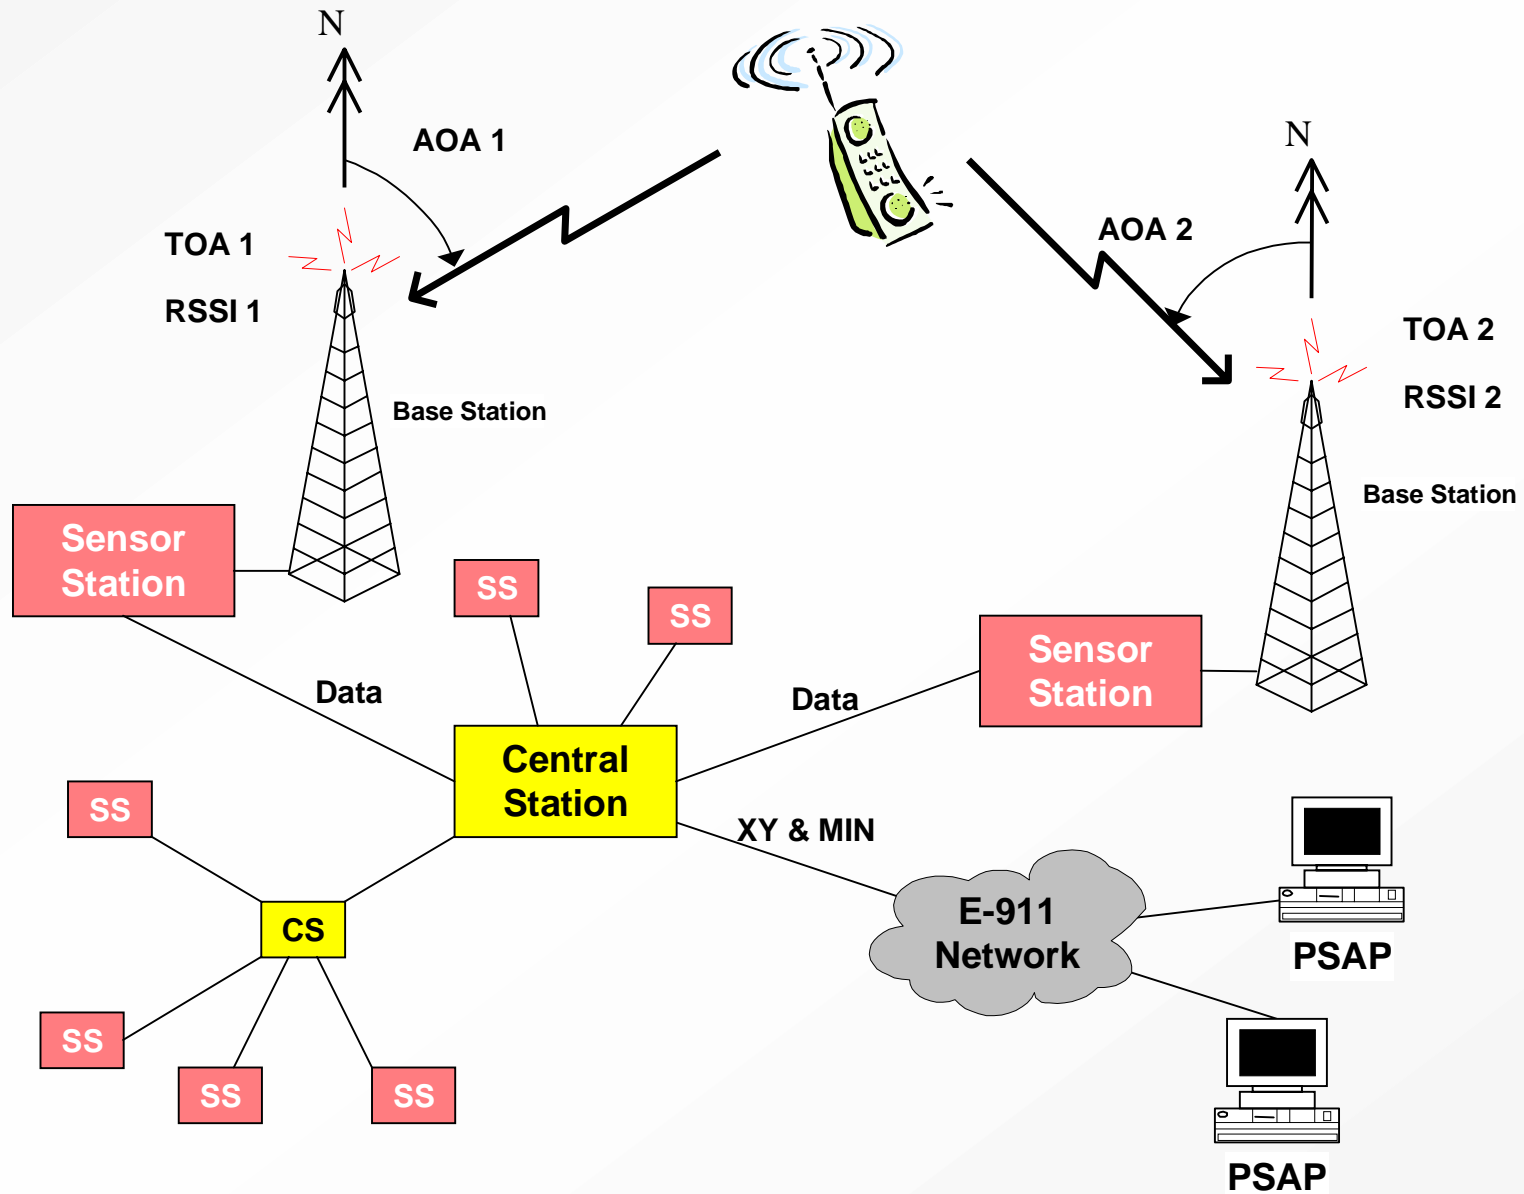 N
AOA 1
N
TOA 1
AOA 2
RSSI 1
TOA 2
Base Station
RSSI 2
Base Station
Sensor
Station
SS
SS
Sensor
Station
Data
Data
Central
Station
SS
XY & MIN
CS
E-911
Network
PSAP
SS
SS
SS
PSAP